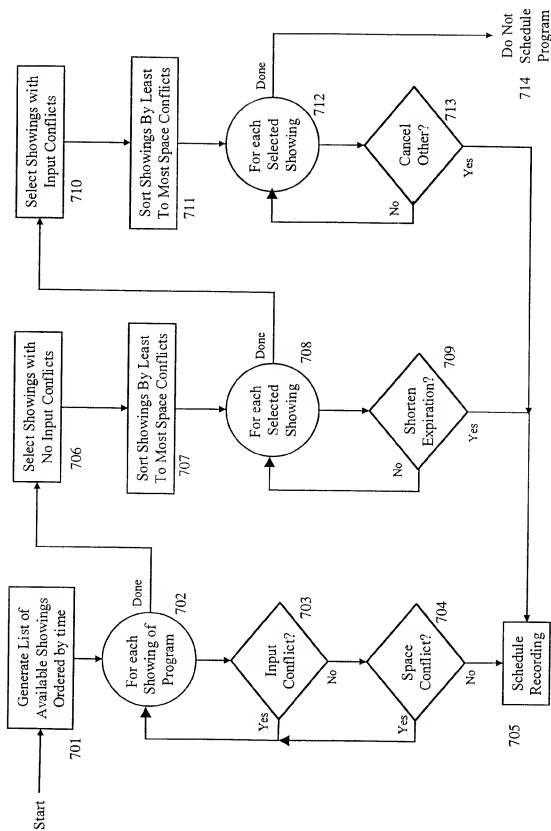 Start
Generate List of
Available Showings
Ordered by time
701
For each
Showing of
Program
702
Done
Input
Conflict?
703
Yes
No
Space
Conflict?
704
Yes
No
Schedule
Recording
705
Select Showings with
No Input Conflicts
706
Sort Showings By Least
To Most Space Conflicts
707
For each
Selected
Showing
708
Done
Shorten
Expiration?
709
No
Yes
Select Showings with
Input Conflicts
710
Sort Showings By Least
To Most Space Conflicts
711
For each
Selected
Showing
712
Done
Cancel
Other?
713
No
Yes
Do Not
Schedule
Program
714